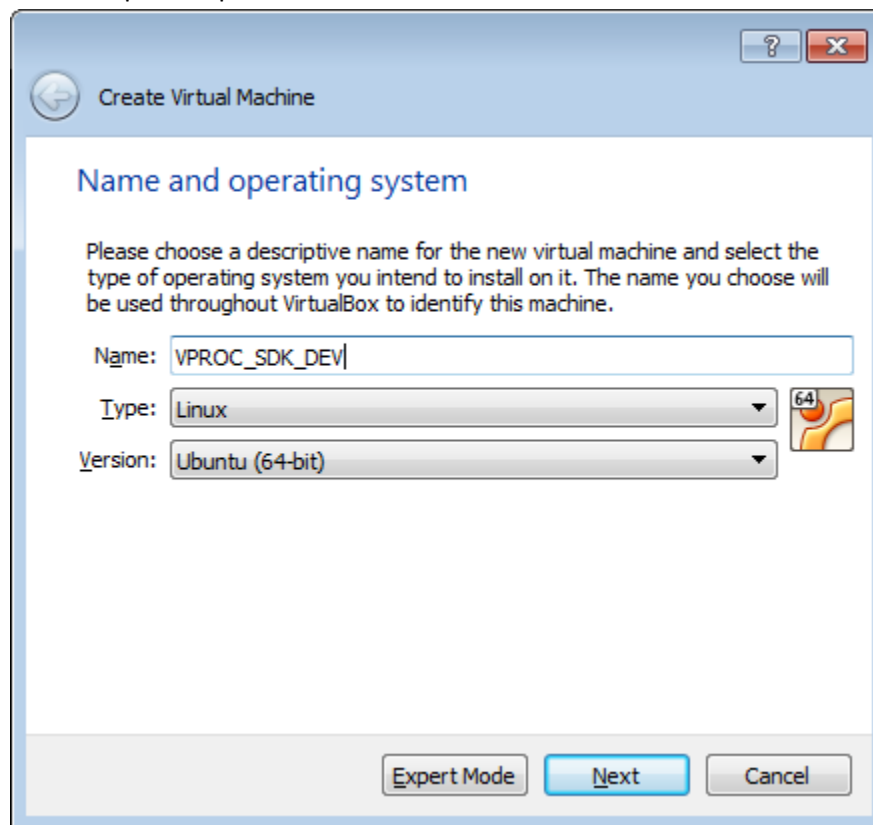 ?
Create Virtual Machine
Name and operating system
Please choose a descriptive name for the new virtual machine and select the
type of operating system you intend to install on it. The name you choose will
be used throughout VirtualBox to identify this machine.
Name: VPROC_SDK_DEV
Type: Linux
64
Version: Ubuntu (64-bit)
Expert Mode Next Cancel